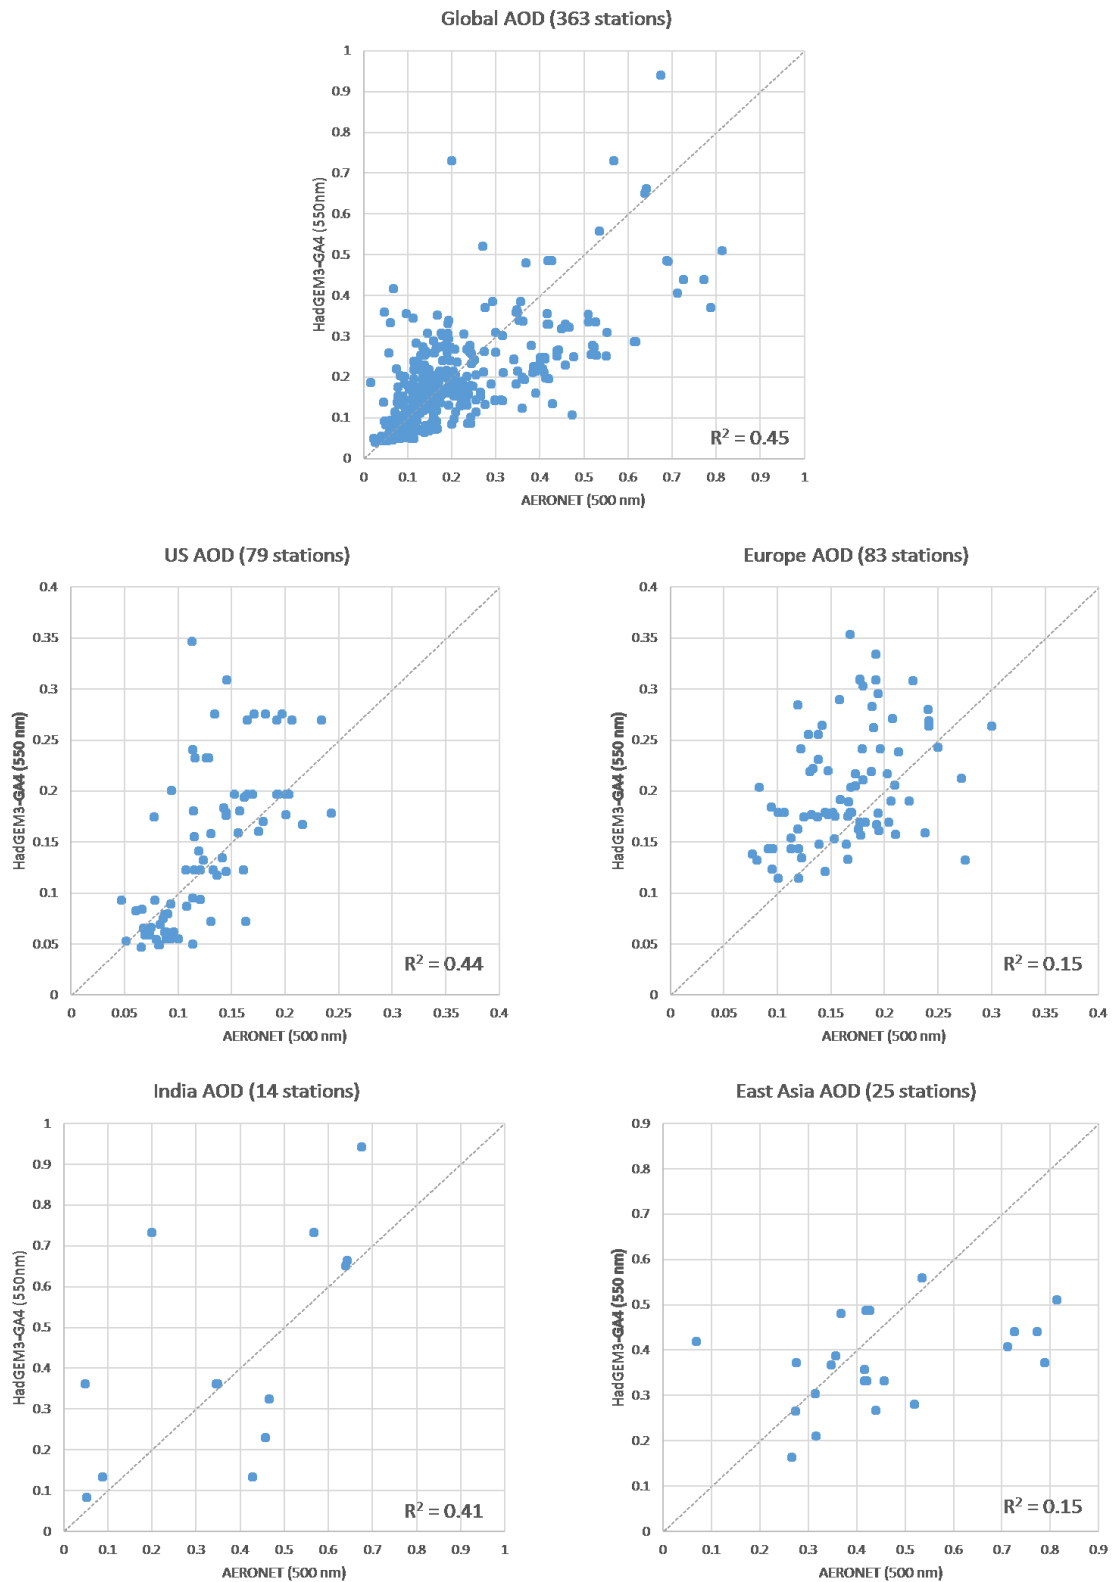 Global AOD (363 stations)
1
0.9
0.8
0.7
0.6
0.5
0.4
0.3
0.2
0.1
0
HadGEM3-GA4 (550nm)
R² = 0.45
0 0.1 0.2 0.3 0.4 0.5 0.6 0.7 0.8 0.9 1
AERONET (500 nm)
US AOD (79 stations)
0.4
0.35
0.3
0.25
0.2
0.15
0.1
0.05
0
HadGEM3-GA4 (550 nm)
R² = 0.44
0 0.05 0.1 0.15 0.2 0.25 0.3 0.35 0.4
AERONET (500 nm)
Europe AOD (83 stations)
0.4
0.35
0.3
0.25
0.2
0.15
0.1
0.05
0
HadGEM3-GA4 (550 nm)
R² = 0.15
0 0.05 0.1 0.15 0.2 0.25 0.3 0.35 0.4
AERONET (500 nm)
India AOD (14 stations)
1
0.9
0.8
0.7
0.6
0.5
0.4
0.3
0.2
0.1
0
HadGEM3-GA4 (550nm)
R² = 0.41
0 0.1 0.2 0.3 0.4 0.5 0.6 0.7 0.8 0.9 1
AERONET (500 nm)
East Asia AOD (25 stations)
0.9
0.8
0.7
0.6
0.5
0.4
0.3
0.2
0.1
0
HadGEM3-GA4 (550 nm)
R² = 0.15
0 0.1 0.2 0.3 0.4 0.5 0.6 0.7 0.8 0.9
AERONET (500 nm)